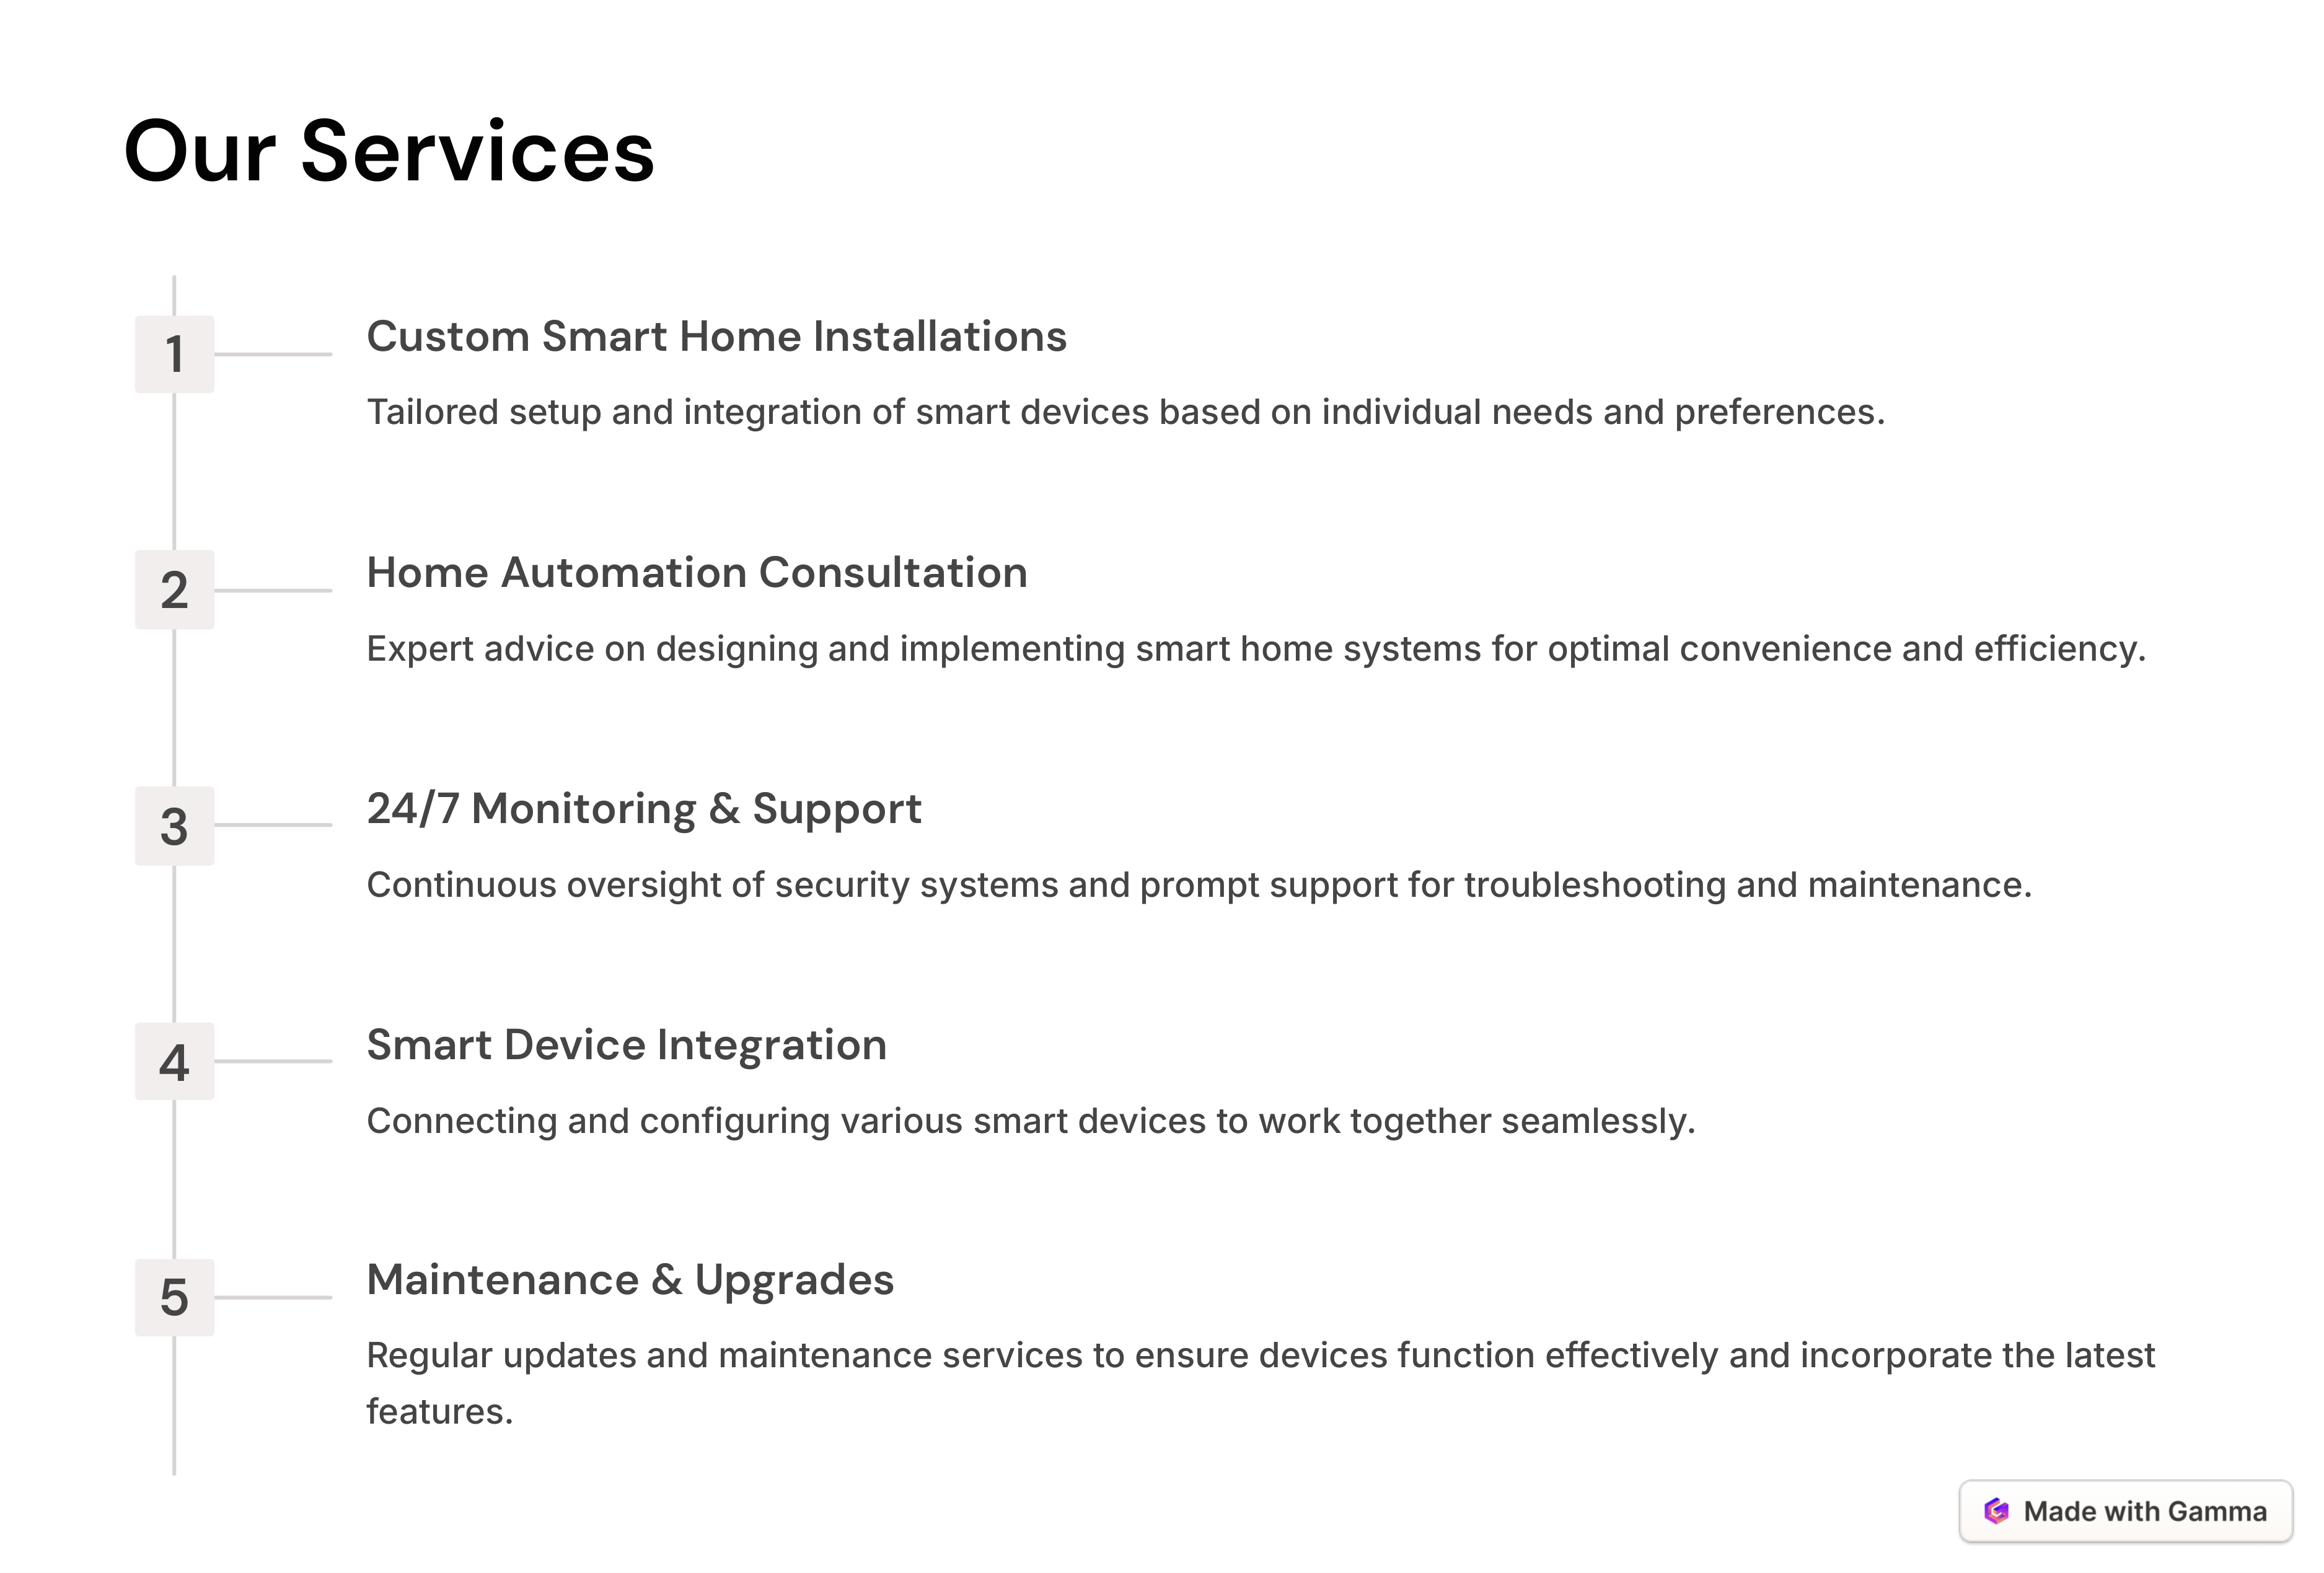 Our Services
1
Custom Smart Home Installations
Tailored setup and integration of smart devices based on individual needs and preferences.
2
Home Automation Consultation
Expert advice on designing and implementing smart home systems for optimal convenience and efficiency.
3
24/7 Monitoring & Support
Continuous oversight of security systems and prompt support for troubleshooting and maintenance.
4
Smart Device Integration
Connecting and configuring various smart devices to work together seamlessly.
5
Maintenance & Upgrades
Regular updates and maintenance services to ensure devices function effectively and incorporate the latest
features.
Made with Gamma